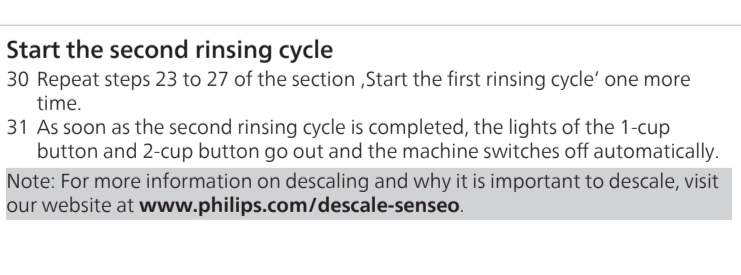 Start the second rinsing cycle
30 Repeat steps 23 to 27 of the section ‚Start the first rinsing cycle‘ one more
time.
31 As soon as the second rinsing cycle is completed, the lights of the 1-cup
button and 2-cup button go out and the machine switches off automatically.
Note: For more information on descaling and why it is important to descale, visit
our website at www.philips.com/descale-senseo.